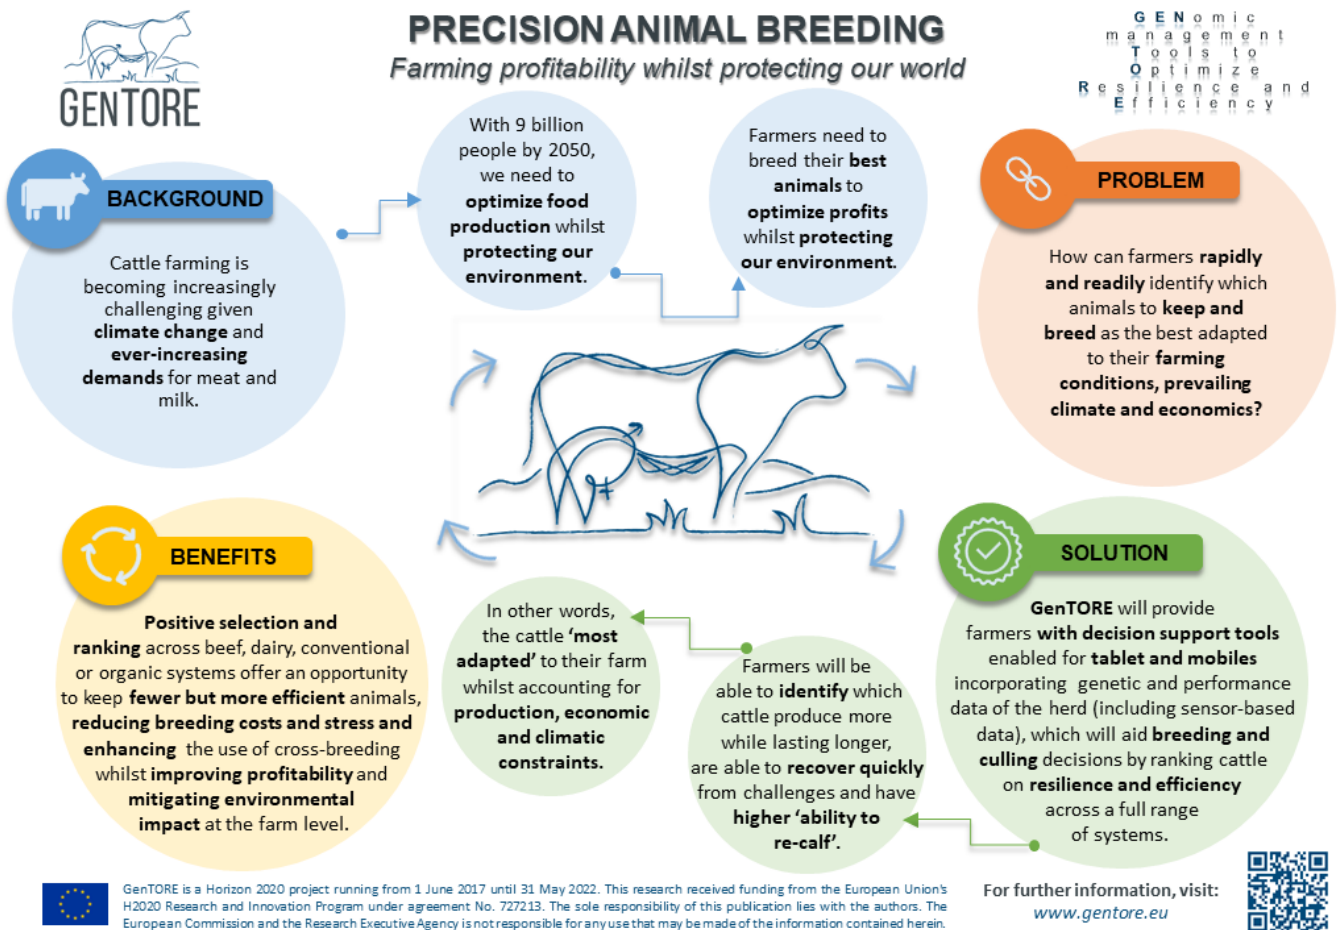 GENTORE
PRECISION ANIMAL BREEDING
Farming profitability whilst protecting our world
GENomic
management
Tools to
Optimize
Resilience and
Efficiency
BACKGROUND
Cattle farming is
becoming increasingly
challenging given
climate change and
ever-increasing
demands for meat and
milk.
With 9 billion
people by 2050,
we need to
optimize food
production whilst
protecting our
environment.
Farmers need to
breed their best
animals to
optimize profits
whilst protecting
our environment.
PROBLEM
How can farmers rapidly
and readily identify which
animals to keep and
breed as the best adapted
to their farming
conditions, prevailing
climate and economics?
SOLUTION
GenTORE will provide
farmers with decision support tools
enabled for tablet and mobiles
incorporating genetic and performance
data of the herd (including sensor-based
data), which will aid breeding and
culling decisions by ranking cattle
on resilience and efficiency
across a full range
of systems.
Farmers will be
able to identify which
cattle produce more
while lasting longer,
are able to recover quickly
from challenges and have
higher ‘ability to
re-calf’.
In other words,
the cattle ‘most
adapted’ to their farm
whilst accounting for
production, economic
and climatic
constraints.
BENEFITS
Positive selection and
ranking across beef, dairy, conventional
or organic systems offer an opportunity
to keep fewer but more efficient animals,
reducing breeding costs and stress and
enhancing the use of cross-breeding
whilst improving profitability and
mitigating environmental
impact at the farm level.
GenTORE is a Horizon 2020 project running from 1 June 2017 until 31 May 2022. This research received funding from the European Union's
H2020 Research and Innovation Program under agreement No. 727213. The sole responsibility of this publication lies with the authors. The
European Commission and the Research Executive Agency is not responsible for any use that may be made of the information contained herein.
For further information, visit:
www.gentore.eu